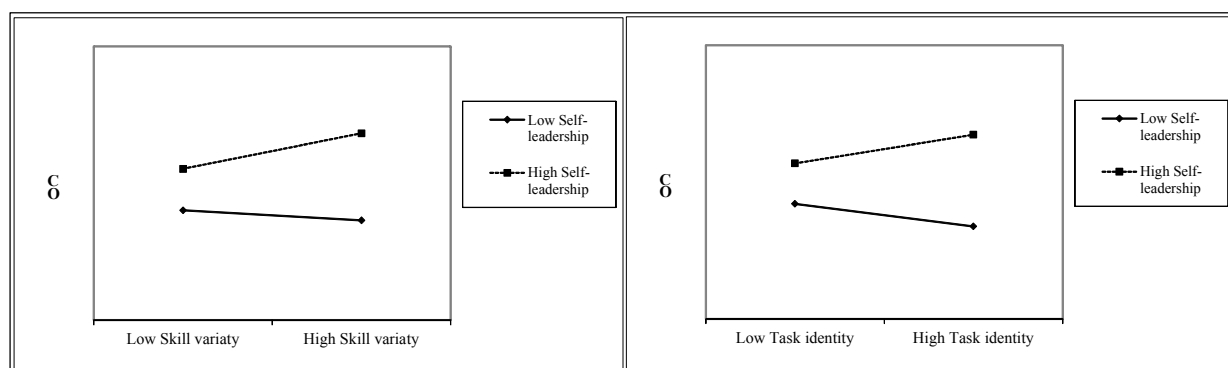 C
O
Low Self-
leadership
High Self-
leadership
Low Skill variaty
High Skill variaty
C
O
Low Self-
leadership
High Self-
leadership
Low Task identity
High Task identity